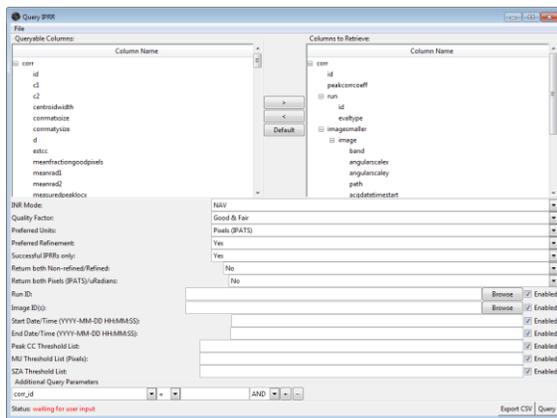 Query IPRR
File
Queryable Columns:
Column Name
corr
id
c1
c2
centroidwidth
corrmatxsize
corrmatysize
d
estcc
meanfractiongoodpixels
meanrad1
meanrad2
measuredpeaklocx
>
<
Default
Columns to Retrieve:
Column Name
corr
id
peakcorrcoeff
run
id
evaltype
imagesmaller
image
band
angularscalex
angularscaley
path
acqdatetimestart
INR Mode: NAV
Quality Factor: Good & Fair
Preferred Units: Pixels (IPATS)
Preferred Refinement: Yes
Successful IPRRs only: Yes
Return both Non-refined/Refined: No
Return both Pixels (IPATS)/uRadians: No
Run ID: Browse Enabled
Image ID(s): Browse Enabled
Start Date/Time (YYYY-MM-DD HH:MM:SS): Enabled
End Date/Time (YYYY-MM-DD HH:MM:SS): Enabled
Peak CC Threshold List: Enabled
MU Threshold List (Pixels): Enabled
SZA Threshold List: Enabled
Additional Query Parameters
corr_id = AND + -
Status: waiting for user input Export CSV Query